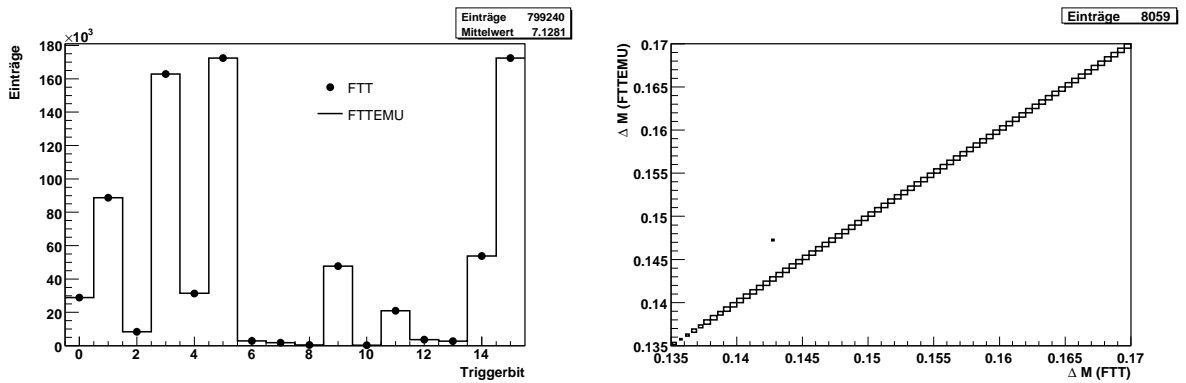 Einträge 799240
Mittelwert 7.1281
×10³
Einträge
180
160
140
120
100
80
60
40
20
0
FTT
FTTEMU
0 2 4 6 8 10 12 14
Triggerbit
Einträge 8059
Δ M (FTTEMU)
0.17
0.165
0.16
0.155
0.15
0.145
0.14
0.135
0.135 0.14 0.145 0.15 0.155 0.16 0.165 0.17
Δ M (FTT)